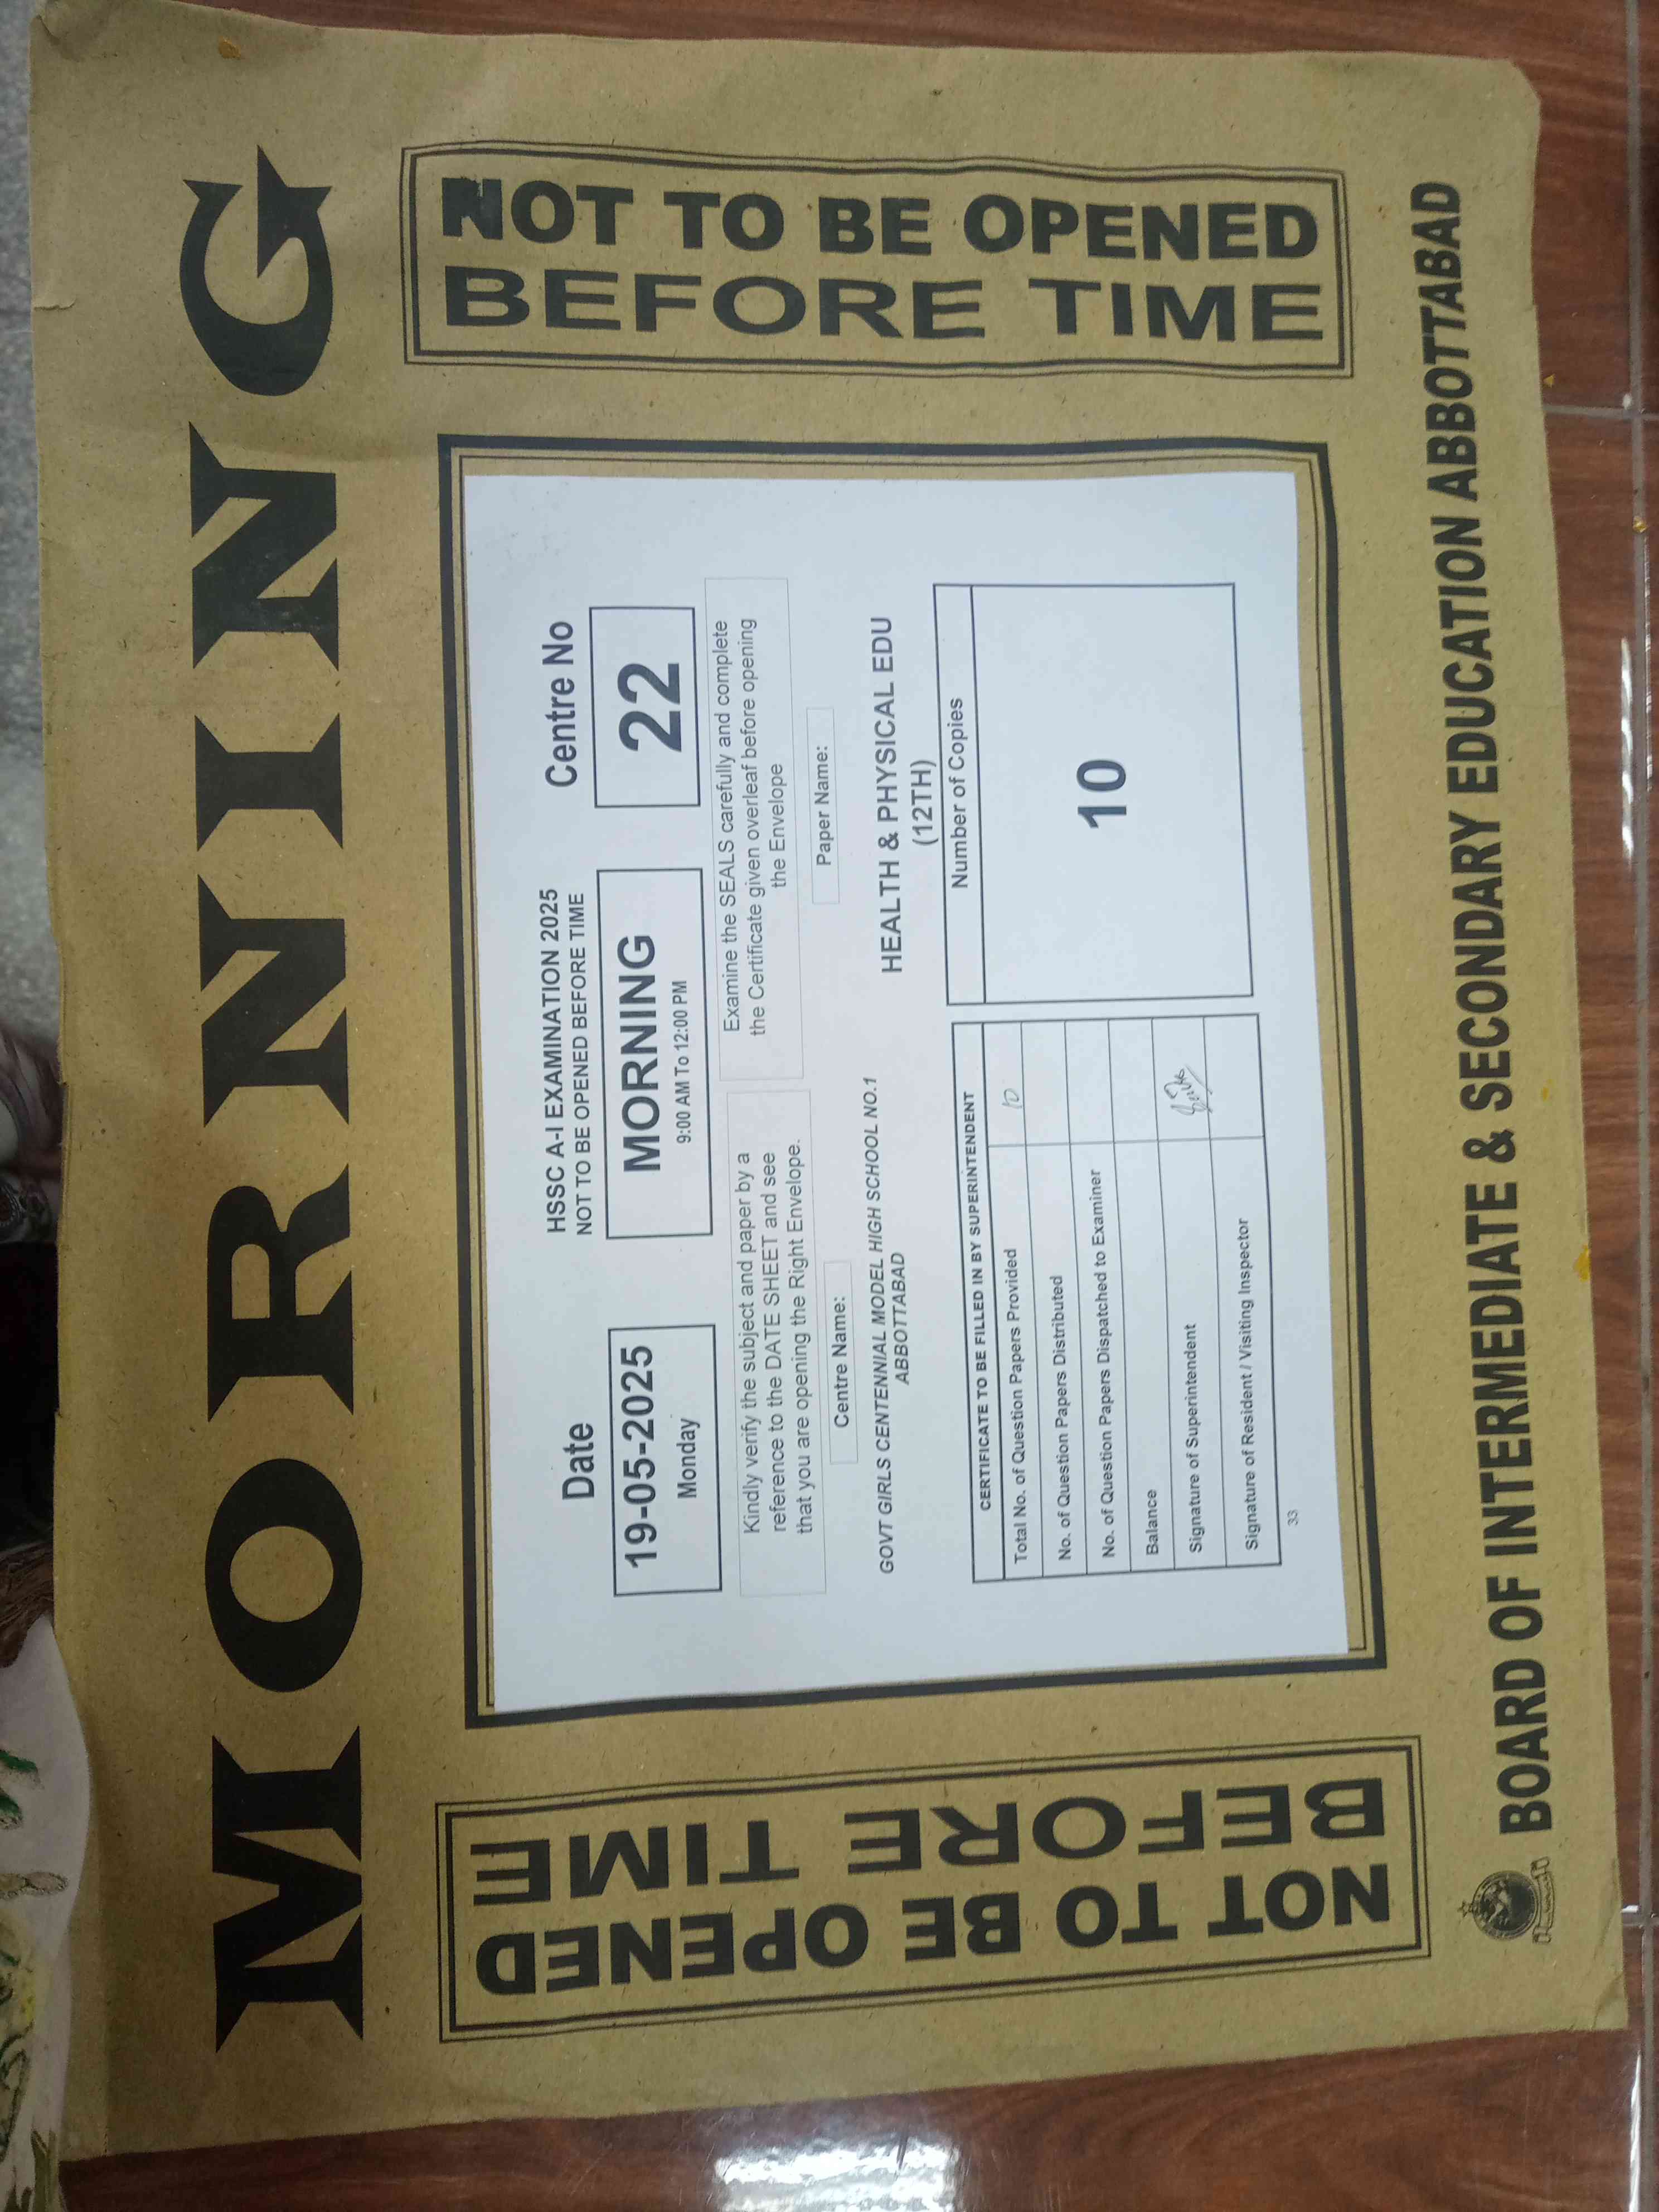 MORNING
NOT TO BE OPENED
BEFORE TIME
NOT TO BE OPENED
BEFORE TIME
Date
19-05-2025
Monday
HSSC A-I EXAMINATION 2025
NOT TO BE OPENED BEFORE TIME
MORNING
9:00 AM To 12:00 PM
Centre No
22
Kindly verify the subject and paper by a
reference to the DATE SHEET and see
that you are opening the Right Envelope.
Examine the SEALS carefully and complete
the Certificate given overleaf before opening
the Envelope
Centre Name:
GOVT GIRLS CENTENNIAL MODEL HIGH SCHOOL NO.1
ABBOTTABAD
Paper Name:
HEALTH & PHYSICAL EDU
(12TH)
CERTIFICATE TO BE FILLED IN BY SUPERINTENDENT
Total No. of Question Papers Provided 10
No. of Question Papers Distributed
No. of Question Papers Dispatched to Examiner
Balance
Signature of Superintendent
Signature of Resident / Visiting Inspector
Number of Copies
10
33
BOARD OF INTERMEDIATE & SECONDARY EDUCATION ABBOTTABAD